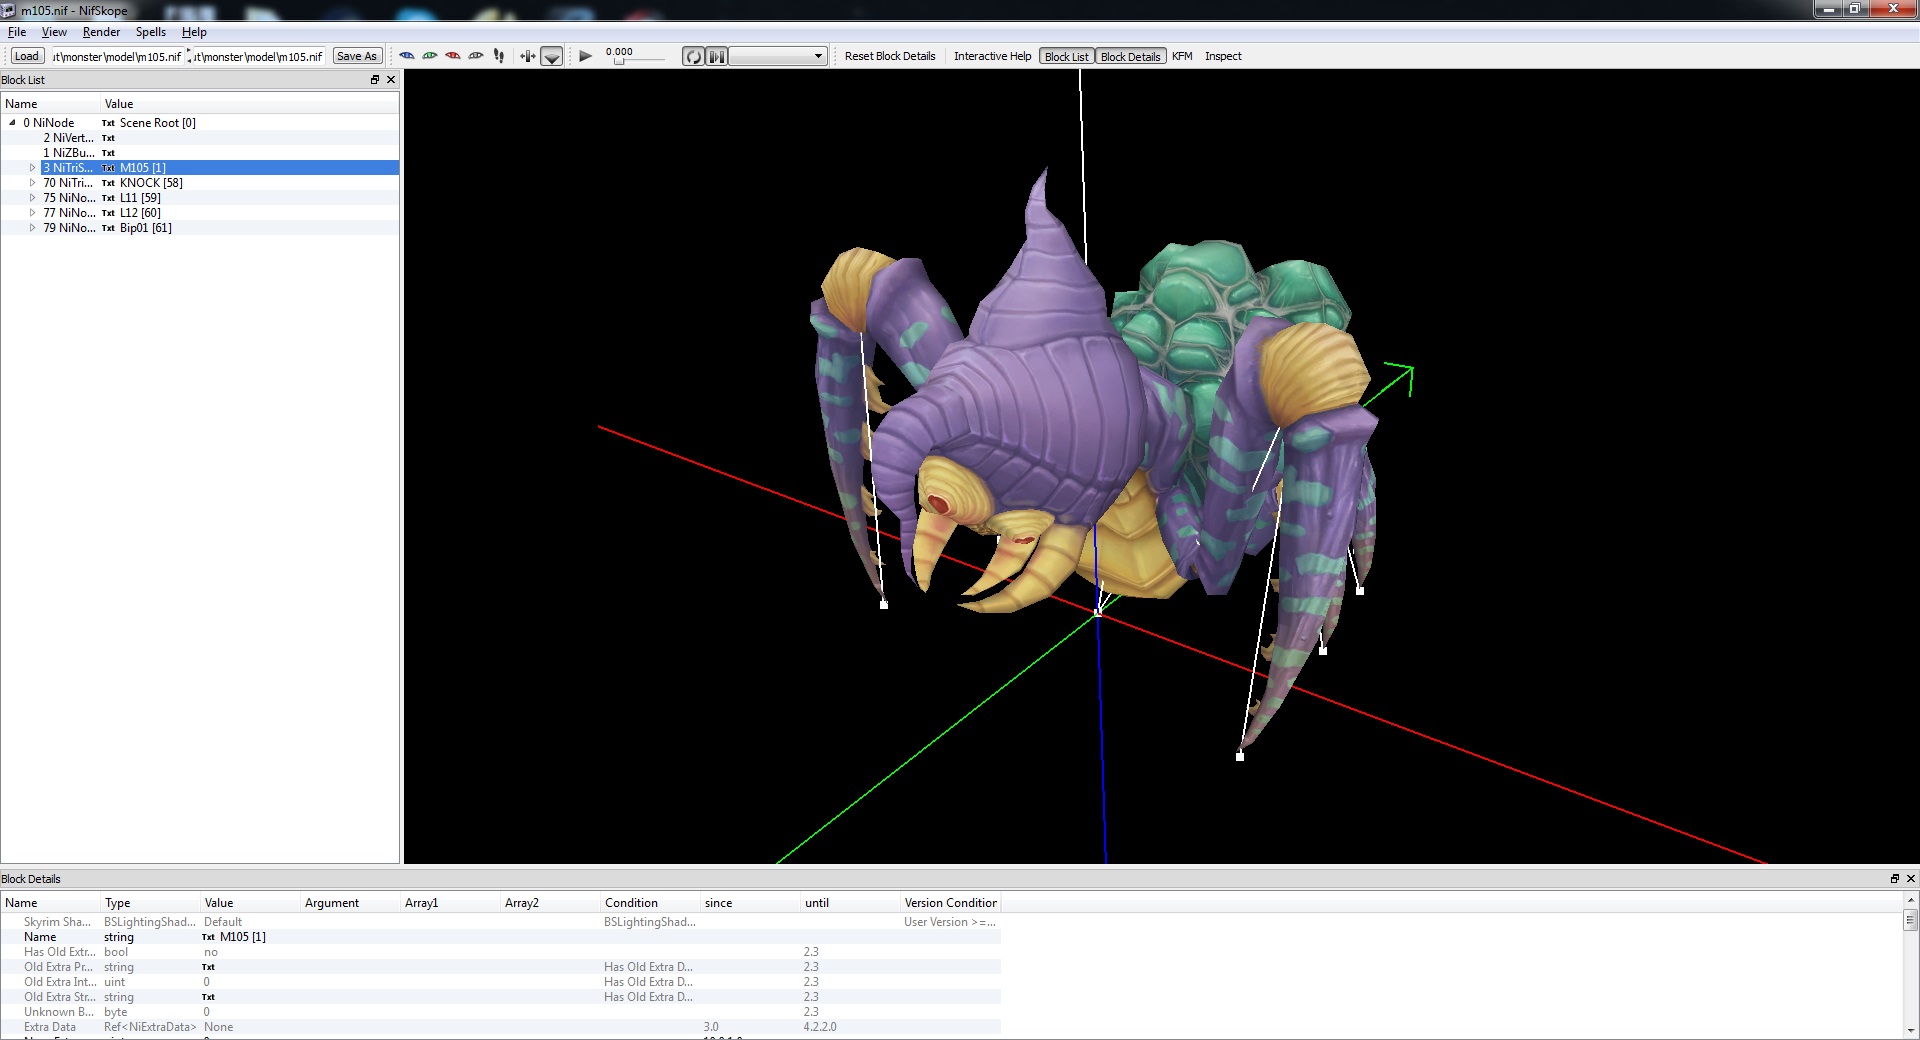 m105.nif - NifSkope
File View Render Spells Help
Load ut\monster\model\m105.nif ut\monster\model\m105.nif Save As 0.000 Reset Block Details Interactive Help Block List Block Details KFM Inspect
Block List
Name Value
0 NiNode Txt Scene Root [0]
2 NiVert... Txt
1 NiZBu... Txt
3 NiTriS... Txt M105 [1]
70 NiTri... Txt KNOCK [58]
75 NiNo... Txt L11 [59]
77 NiNo... Txt L12 [60]
79 NiNo... Txt Bip01 [61]
Block Details
Name Type Value Argument Array1 Array2 Condition since until Version Condition
Skyrim Sha... BSLightingShad... Default BSLightingShad... User Version >=...
Name string Txt M105 [1]
Has Old Extr... bool no 2.3
Old Extra Pr... string Txt Has Old Extra D... 2.3
Old Extra Int... uint 0 Has Old Extra D... 2.3
Old Extra Str... string Txt Has Old Extra D... 2.3
Unknown B... byte 0 2.3
Extra Data Ref<NiExtraData> None 3.0 4.2.2.0